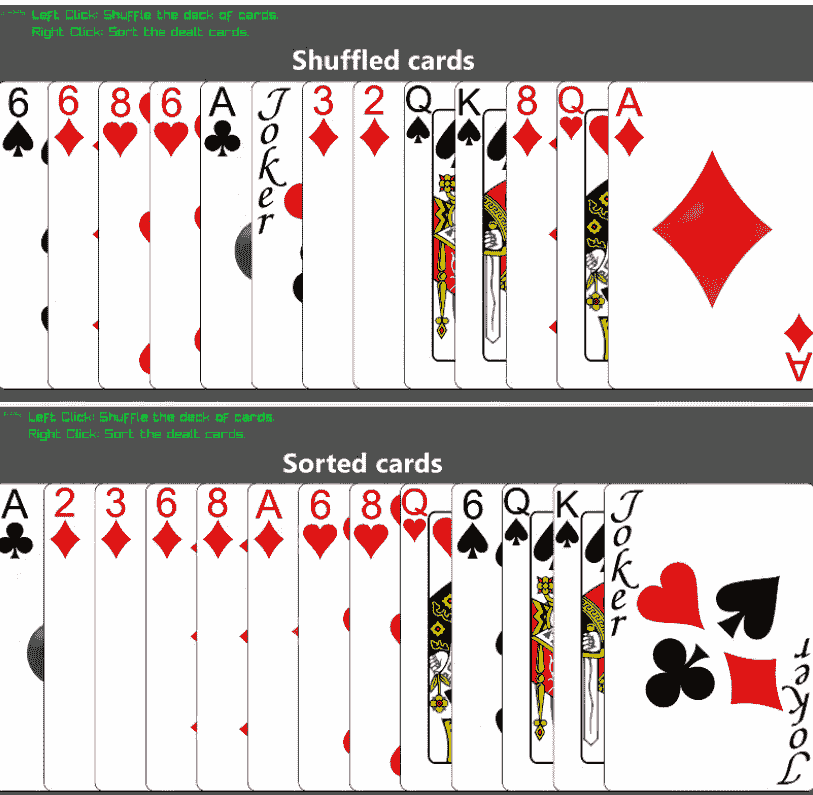 Left Click: Shuffle the deck of cards.
Right Click: Sort the dealt cards.
Shuffled cards
6 6 8 6 A Joker 3 2 Q K 8 Q A
A
Left Click: Shuffle the deck of cards.
Right Click: Sort the dealt cards.
Sorted cards
A 2 3 6 8 A 6 8 Q 6 Q K Joker
Joker